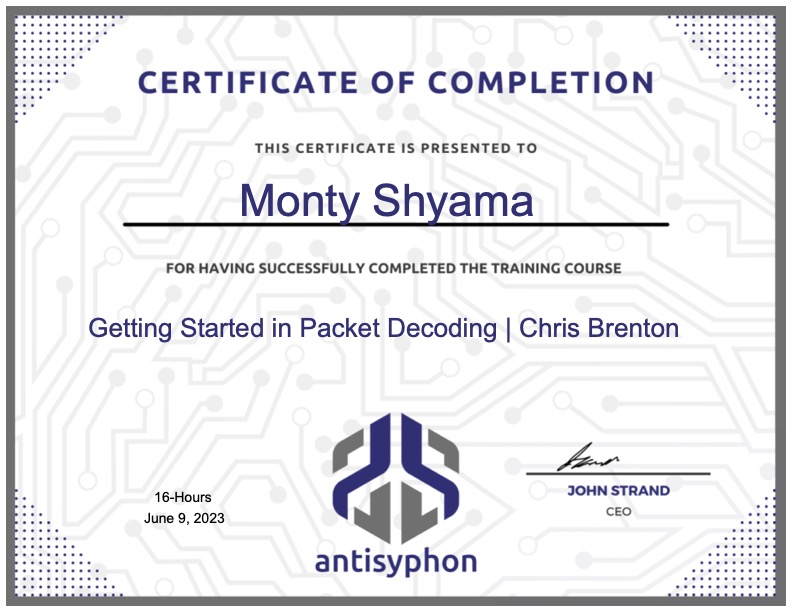 CERTIFICATE OF COMPLETION
THIS CERTIFICATE IS PRESENTED TO
Monty Shyama
FOR HAVING SUCCESSFULLY COMPLETED THE TRAINING COURSE
Getting Started in Packet Decoding | Chris Brenton
16-Hours
June 9, 2023
antisyphon
JOHN STRAND
CEO